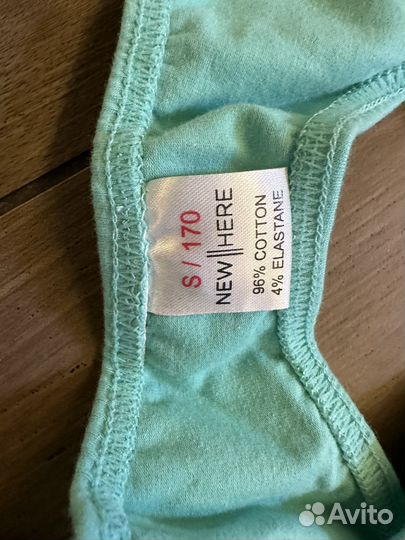 S / 170
NEW||HERE
96% COTTON
4% ELASTANE
Avito